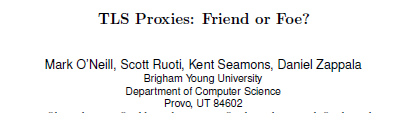 TLS Proxies: Friend or Foe?
Mark O'Neill, Scott Ruoti, Kent Seamons, Daniel Zappala
Brigham Young University
Department of Computer Science
Provo, UT 84602